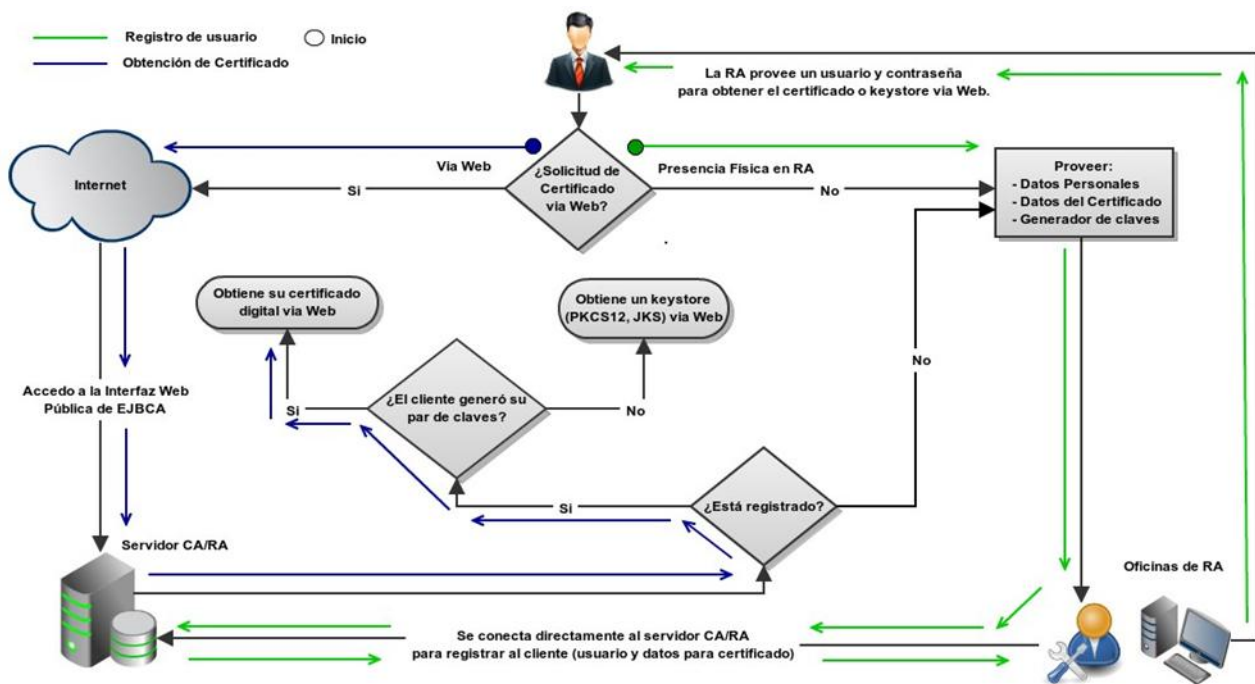 Registro de usuario
Inicio
Obtención de Certificado
La RA provee un usuario y contraseña
para obtener el certificado o keystore via Web.
Internet
Via Web
Si
¿Solicitud de
Certificado
via Web?
Presencia Física en RA
No
Proveer:
- Datos Personales
- Datos del Certificado
- Generador de claves
Obtiene su certificado
digital via Web
Obtiene un keystore
(PKCS12, JKS) via Web
No
Accedo a la Interfaz Web
Pública de EJBCA
Si
¿El cliente generó su
par de claves?
No
Si
¿Está registrado?
Servidor CA/RA
Oficinas de RA
Se conecta directamente al servidor CA/RA
para registrar al cliente (usuario y datos para certificado)